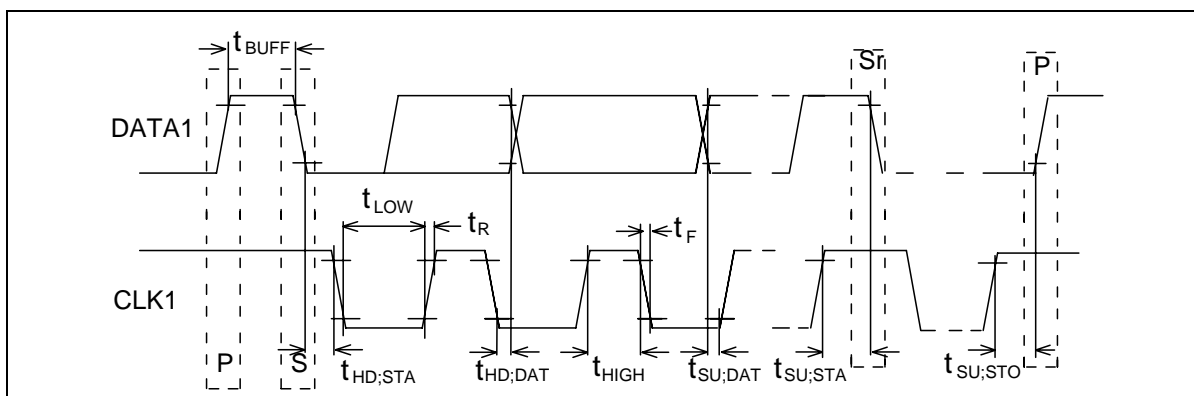 tBUFF
Sr
P
DATA1
tLOW
tR
tF
CLK1
P
S
tHD;STA
tHD;DAT
tHIGH
tSU;DAT
tSU;STA
tSU;STO